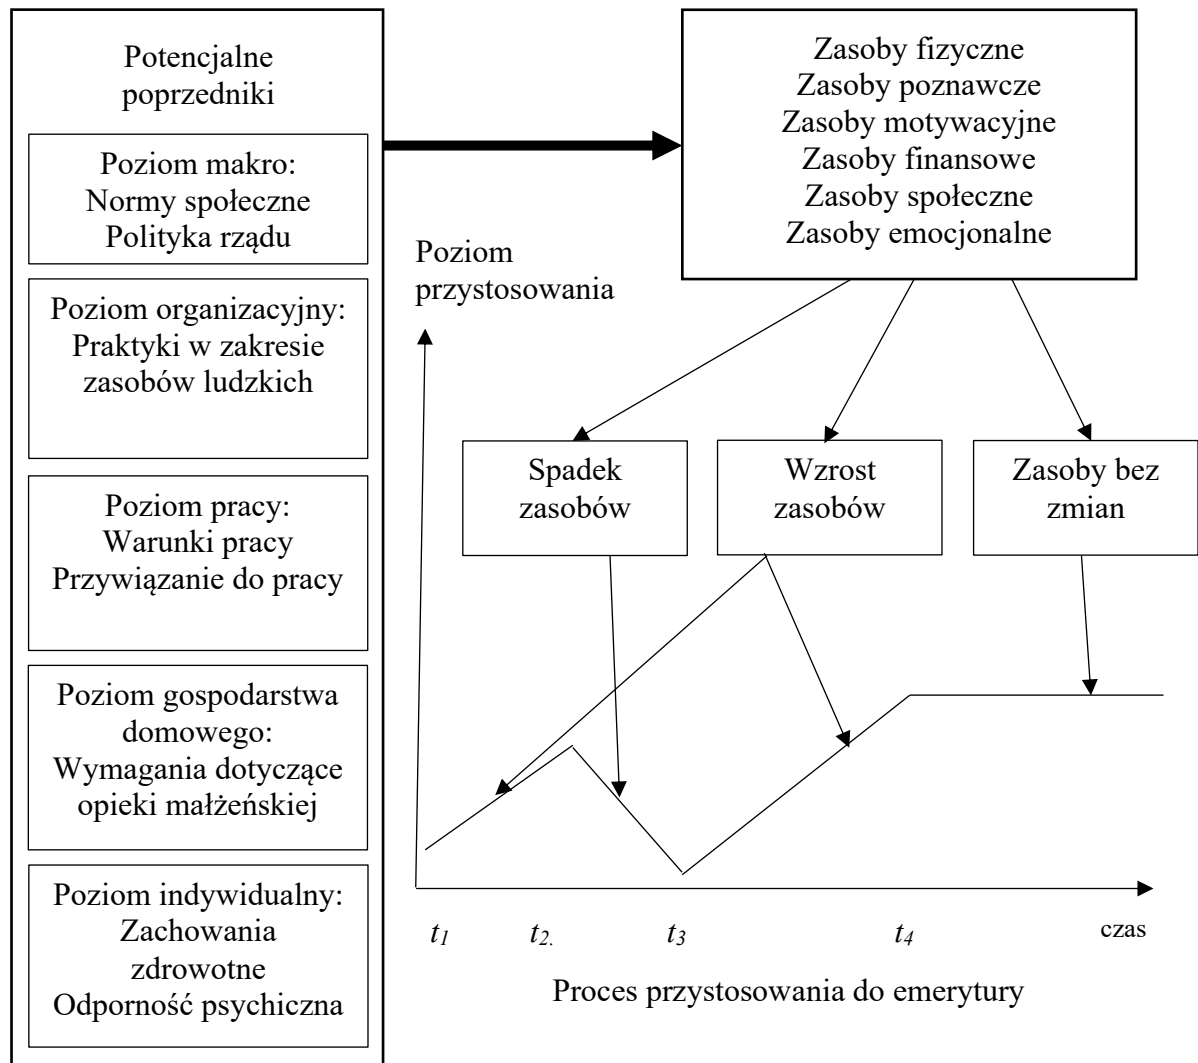 Potencjalne
poprzedniki
Poziom makro:
Normy społeczne
Polityka rządu
Poziom organizacyjny:
Praktyki w zakresie
zasobów ludzkich
Poziom pracy:
Warunki pracy
Przywiązanie do pracy
Poziom gospodarstwa
domowego:
Wymagania dotyczące
opieki małżeńskiej
Poziom indywidualny:
Zachowania
zdrowotne
Odporność psychiczna
Zasoby fizyczne
Zasoby poznawcze
Zasoby motywacyjne
Zasoby finansowe
Zasoby społeczne
Zasoby emocjonalne
Poziom
przystosowania
Spadek
zasobów
Wzrost
zasobów
Zasoby bez
zmian
t1 t2. t3 t4 czas
Proces przystosowania do emerytury